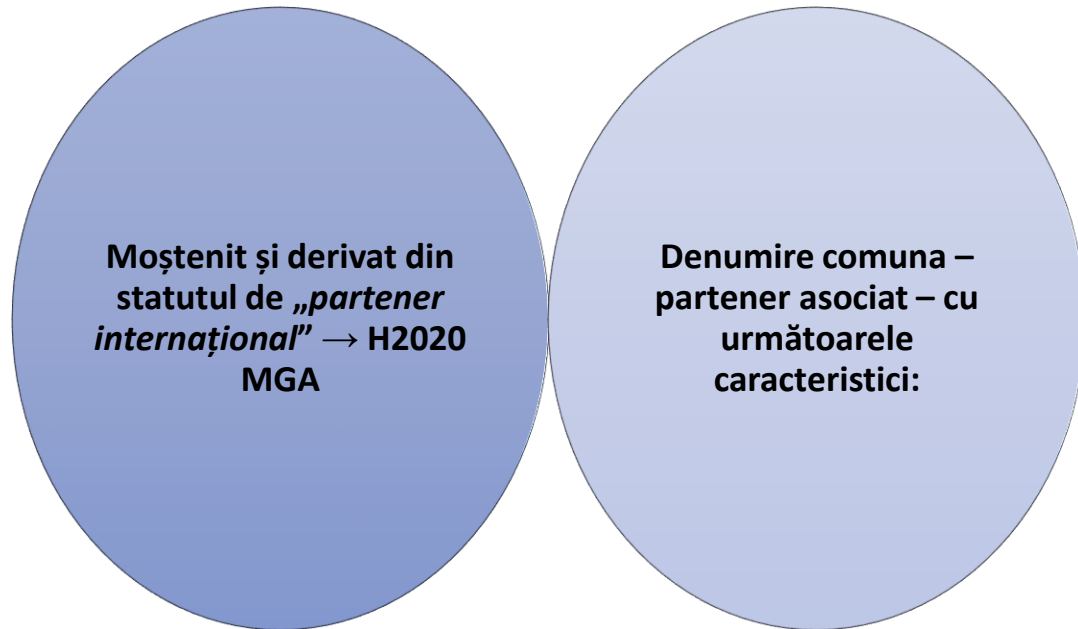 Moștenit și derivat din
statutul de „partener
internațional” → H2020
MGA
Denumire comuna –
partener asociat – cu
următoarele
caracteristici: